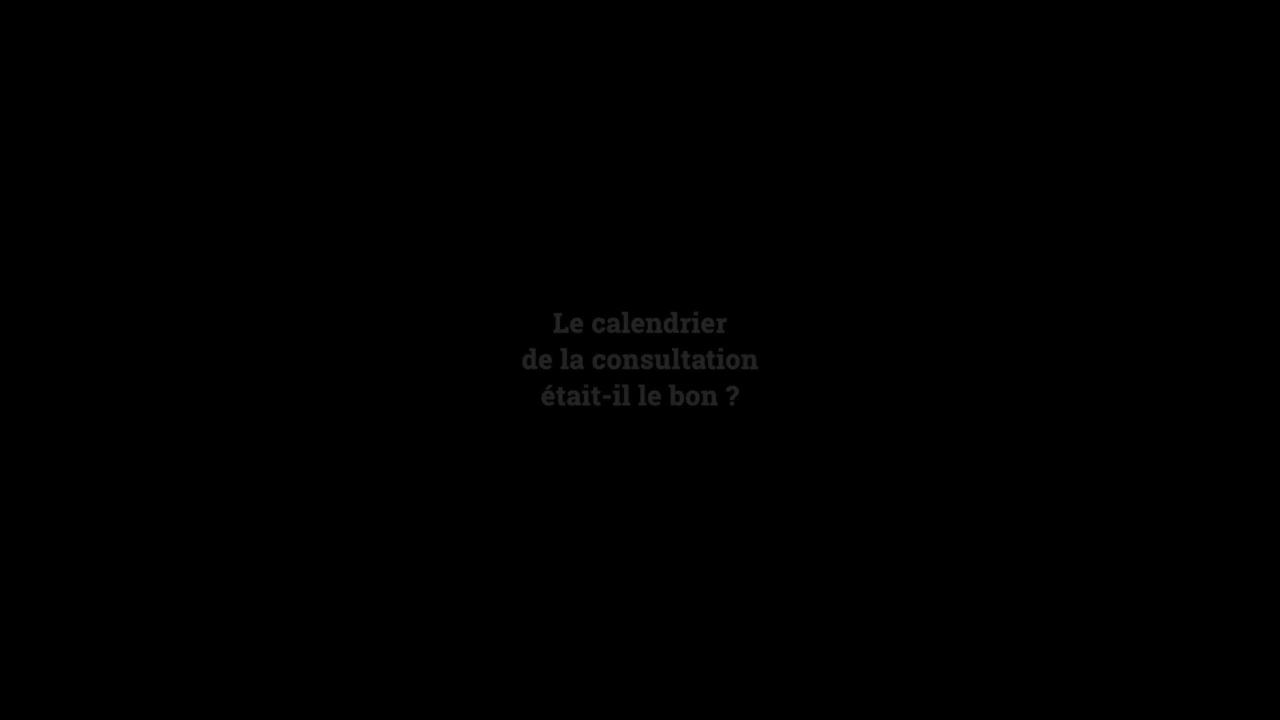 Le calendrier
de la consultation
était-il le bon ?